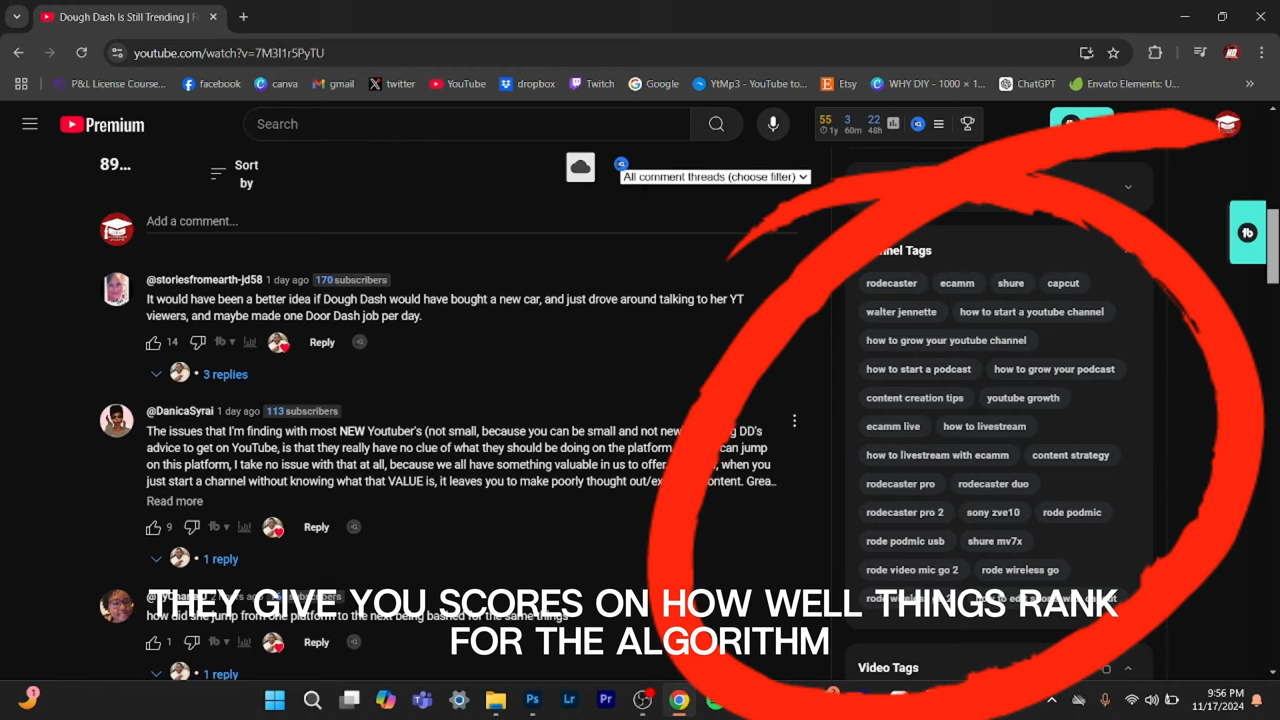 Dough Dash Is Still Trending | F
youtube.com/watch?v=7M3I1r5PyTU
P&L License Course...
facebook
canva
gmail
twitter
YouTube
dropbox
Twitch
Google
YtMp3 - YouTube to...
Etsy
WHY DIY - 1000 × 1...
ChatGPT
Envato Elements: U...
Premium
Search
55 3 22
1y 60m 48h
89...
Sort
by
All comment threads (choose filter)
Add a comment...
@storiesfromearth-jd58 1 day ago 170 subscribers
It would have been a better idea if Dough Dash would have bought a new car, and just drove around talking to her YT
viewers, and maybe made one Door Dash job per day.
14 Reply
3 replies
@DanicaSyrai 1 day ago 113 subscribers
The issues that I'm finding with most NEW Youtuber's (not small, because you can be small and not new DD's
advice to get on YouTube, is that they really have no clue of what they should be doing on the platform. can jump
on this platform, I take no issue with that at all, because we all have something valuable in us to offer when you
just start a channel without knowing what that VALUE is, it leaves you to make poorly thought out/ex ontent. Grea...
Read more
9 Reply
1 reply
how did she jump from one platform to the next being bashed for the same things
1 Reply
1 reply
nnel Tags
rodecaster ecamm shure capcut
walter jennette how to start a youtube channel
how to grow your youtube channel
how to start a podcast how to grow your podcast
content creation tips youtube growth
ecamm live how to livestream
how to livestream with ecamm content strategy
rodecaster pro rodecaster duo
rodecaster pro 2 sony zve10 rode podmic
rode podmic usb shure mv7x
rode video mic go 2 rode wireless go
Video Tags
THEY GIVE YOU SCORES ON HOW WELL THINGS RANK
FOR THE ALGORITHM
9:56 PM
11/17/2024